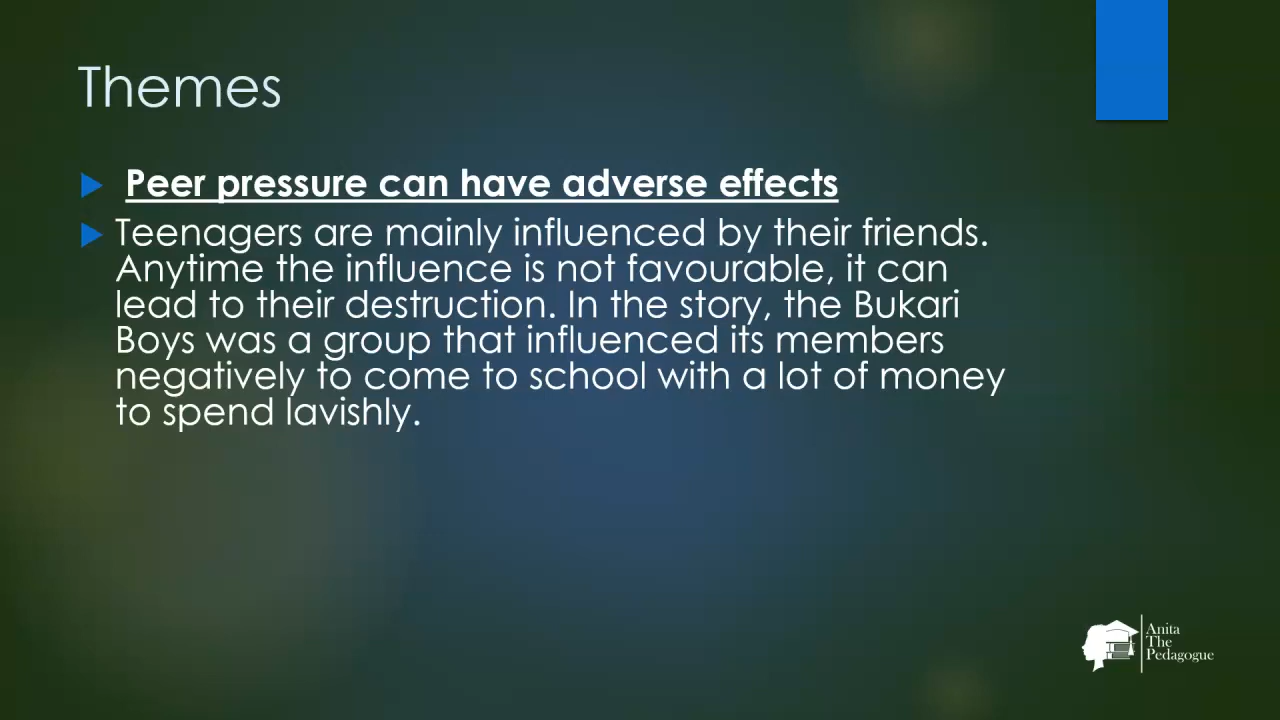 Themes
Peer pressure can have adverse effects
Teenagers are mainly influenced by their friends.
Anytime the influence is not favourable, it can
lead to their destruction. In the story, the Bukari
Boys was a group that influenced its members
negatively to come to school with a lot of money
to spend lavishly.
Anita
The
Pedagogue